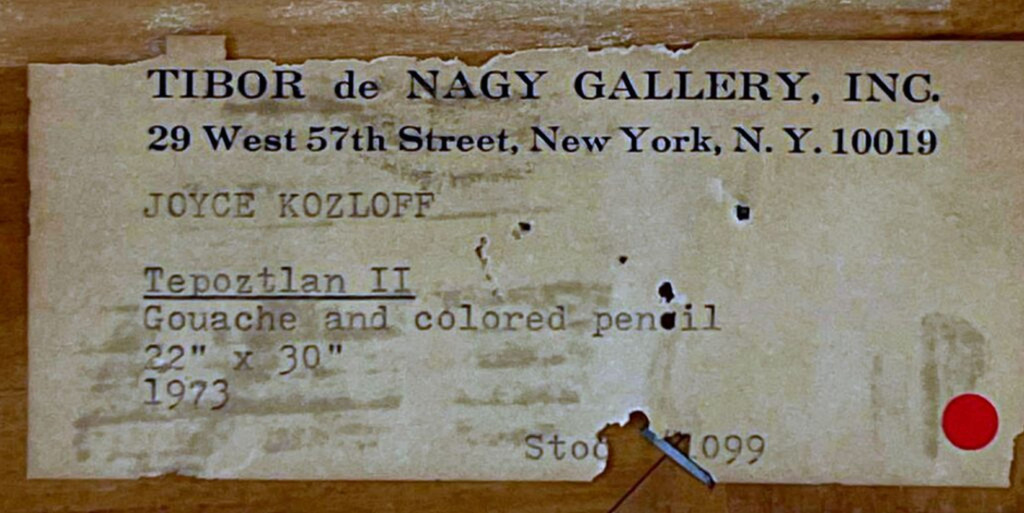 TIBOR de NAGY GALLERY, INC.
29 West 57th Street, New York, N. Y. 10019
JOYCE KOZLOFF
Tepoztlan II
Gouache and colored pencil
22" x 30"
1973
1099